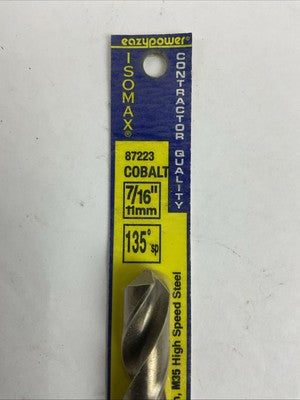 eazypower®
ISOMAX®
CONTRACTOR QUALITY
87223
COBALT
7/16"
11mm
135° sp
M35 High Speed Steel